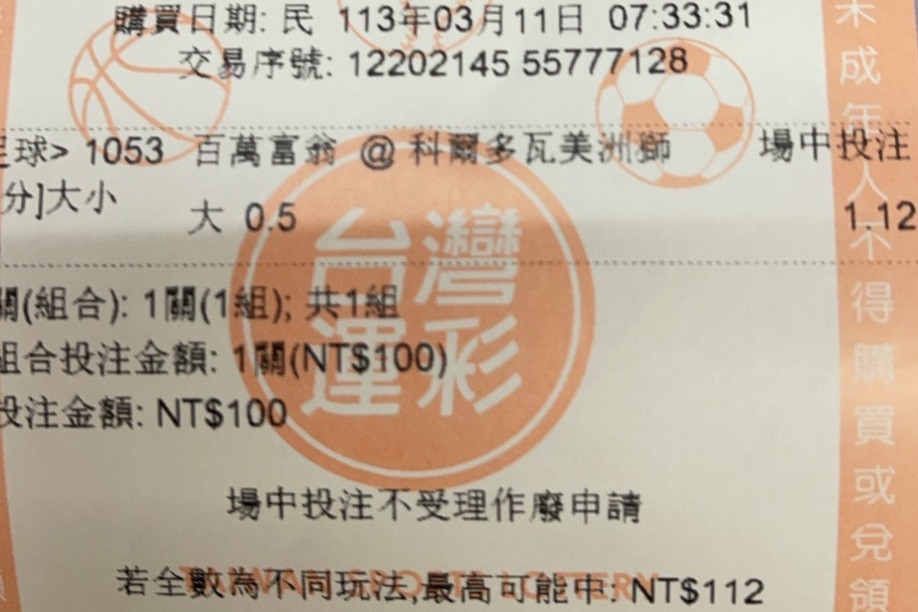 購買日期: 民 113年03月11日 07:33:31
交易序號: 12202145 55777128
足球> 1053 百萬富翁 @ 科爾多瓦美洲獅 場中投注
分]大小
大 0.5 1.12
關(組合): 1關(1組); 共1組
組合投注金額: 1關(NT$100)
投注金額: NT$100
場中投注不受理作廢申請
若全數為不同玩法,最高可能中: NT$112
台灣
運彩
TAIWAN SPORTS LOTTERY
未成年人不得購買或兌領